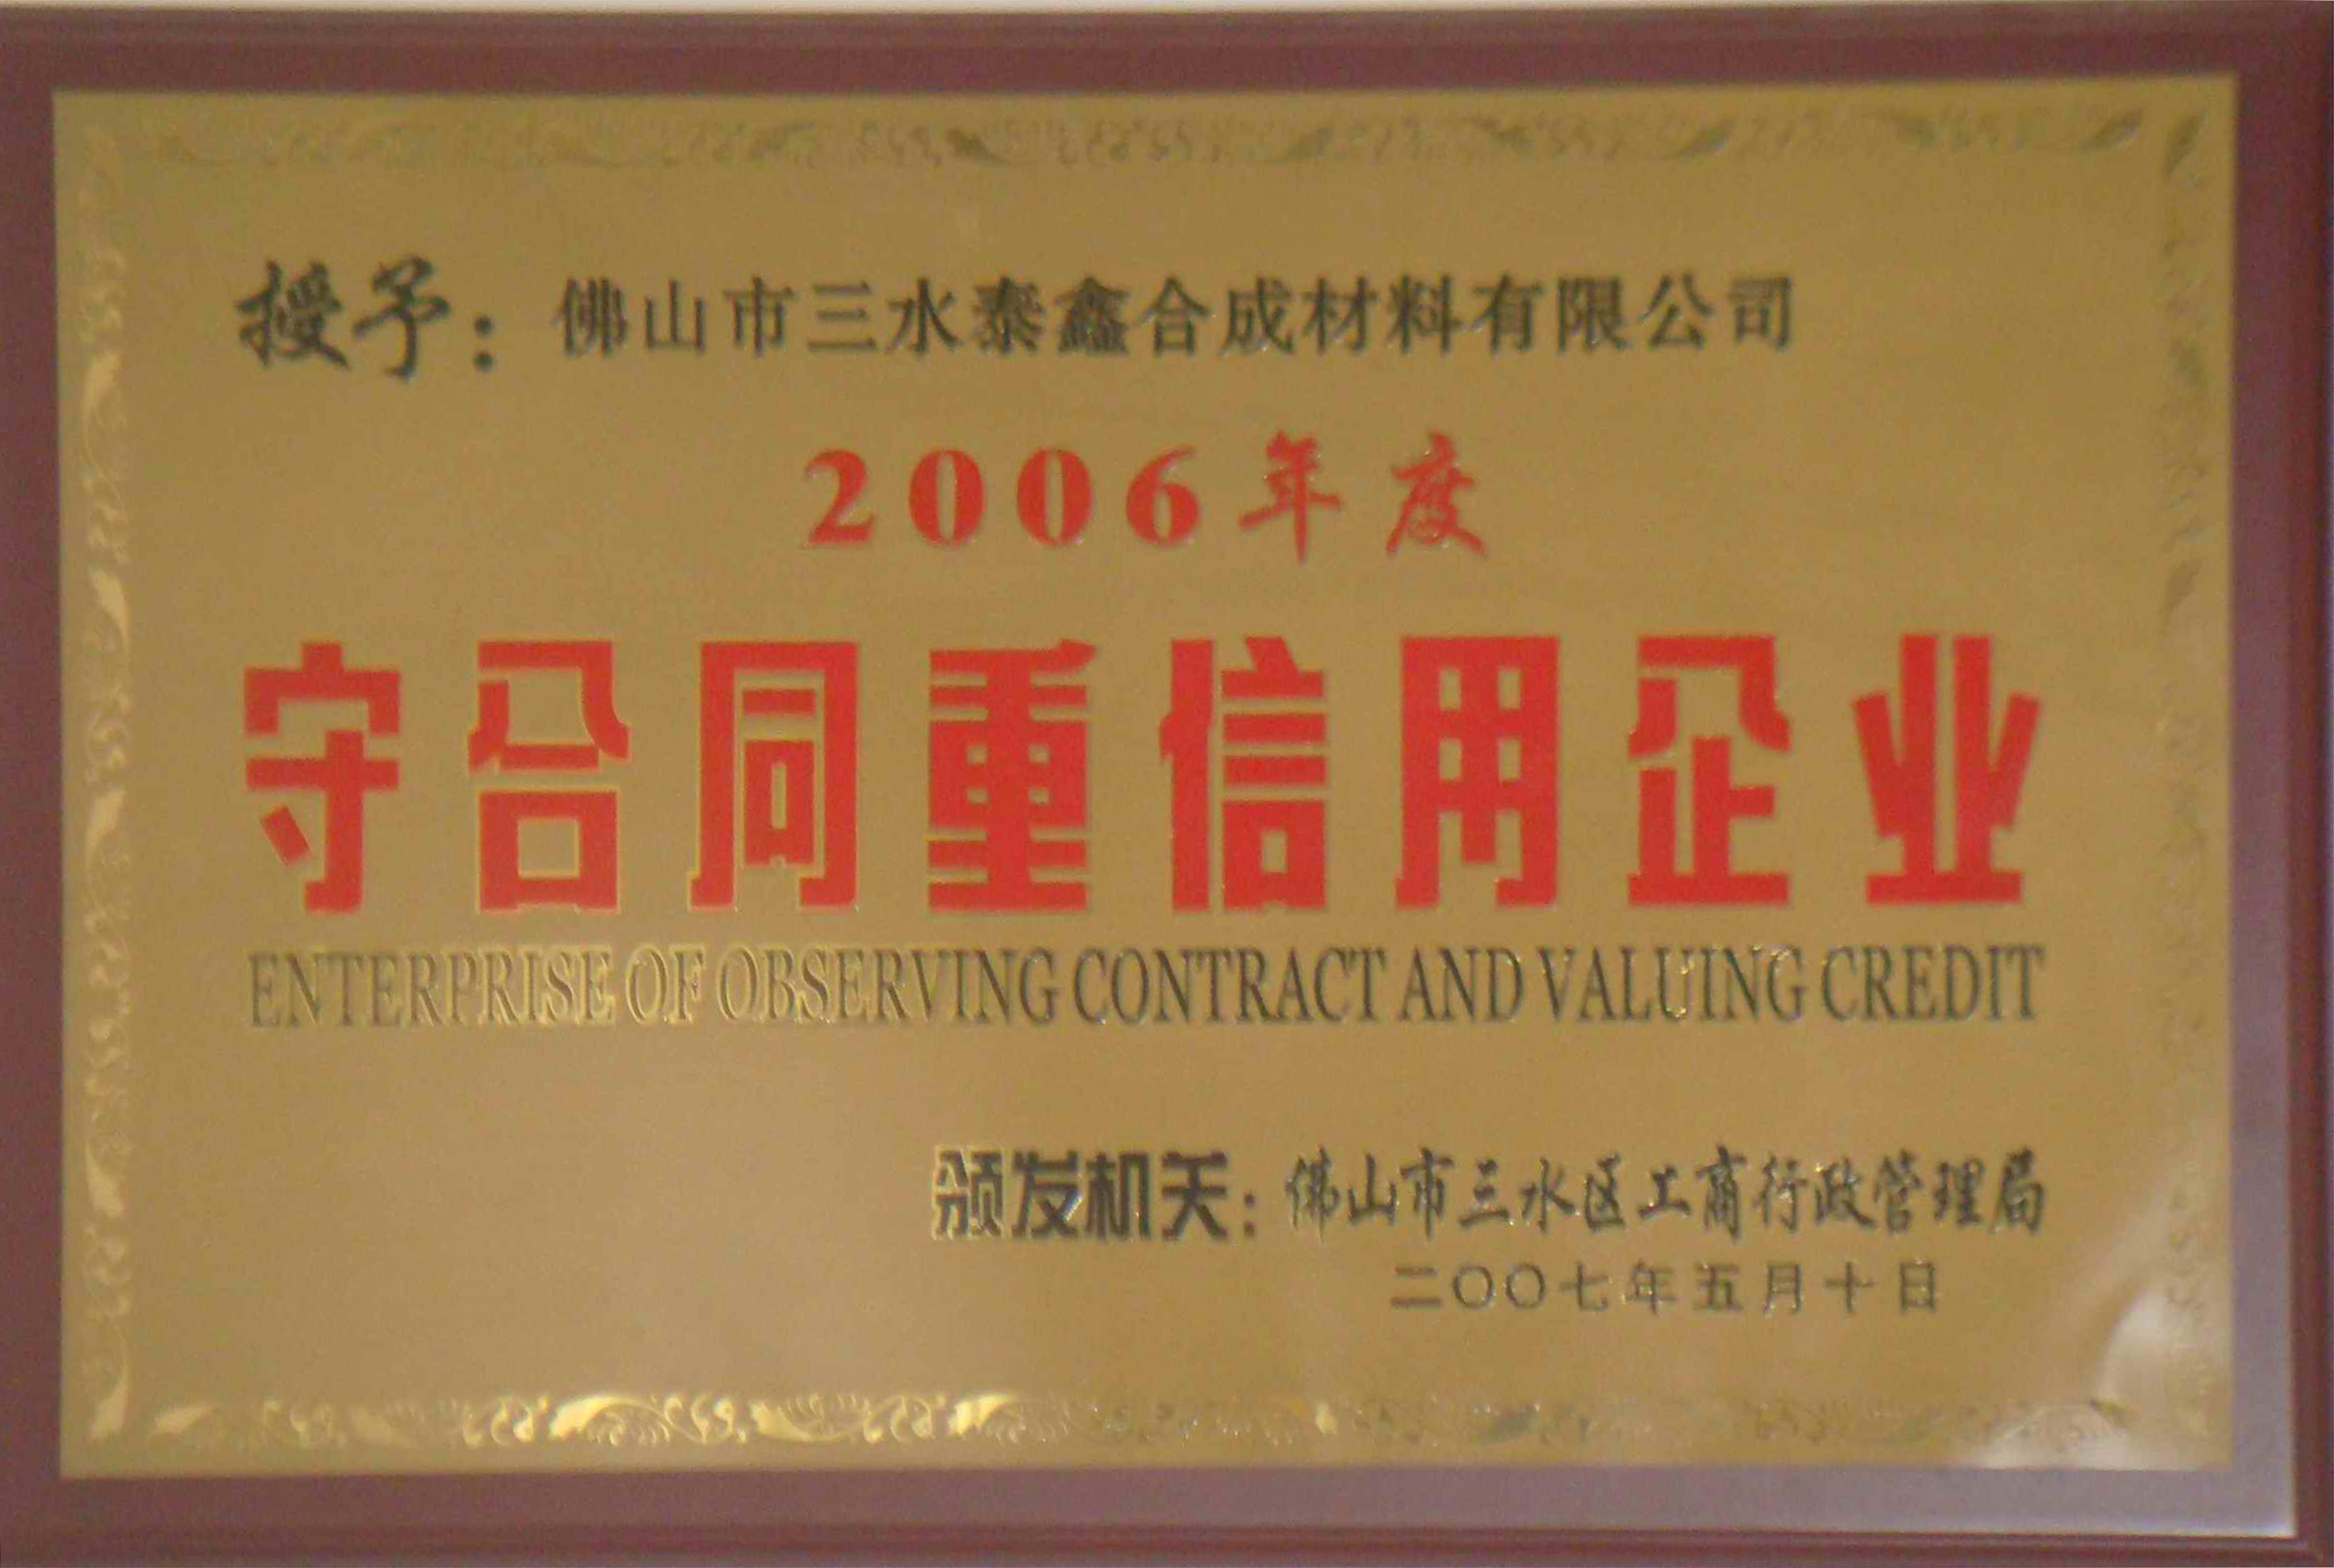 授予：佛山市三水泰鑫合成材料有限公司
2006年度
守合同重信用企业
ENTERPRISE OF OBSERVING CONTRACT AND VALUING CREDIT
颁发机关：佛山市三水区工商行政管理局
二〇〇七年五月十日